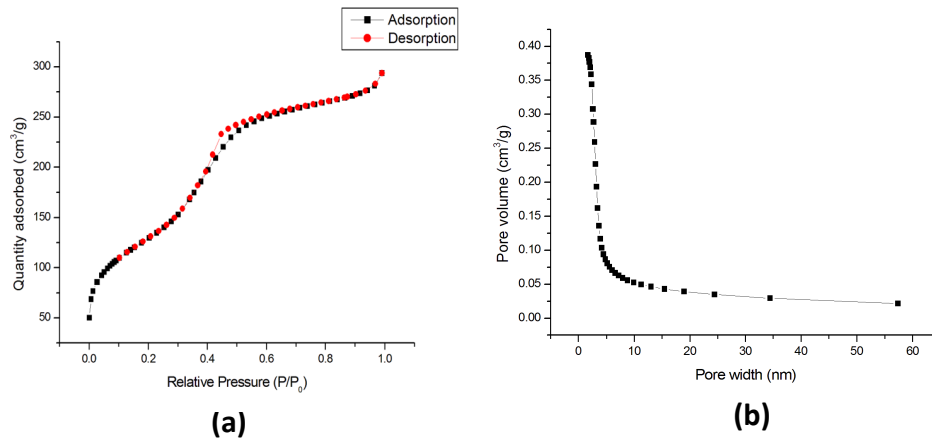 Adsorption
Desorption
300
250
200
150
100
50
Quantity adsorbed (cm³/g)
0.0 0.2 0.4 0.6 0.8 1.0
Relative Pressure (P/P₀)
(a)
0.40
0.35
0.30
0.25
0.20
0.15
0.10
0.05
0.00
Pore volume (cm³/g)
0 10 20 30 40 50 60
Pore width (nm)
(b)